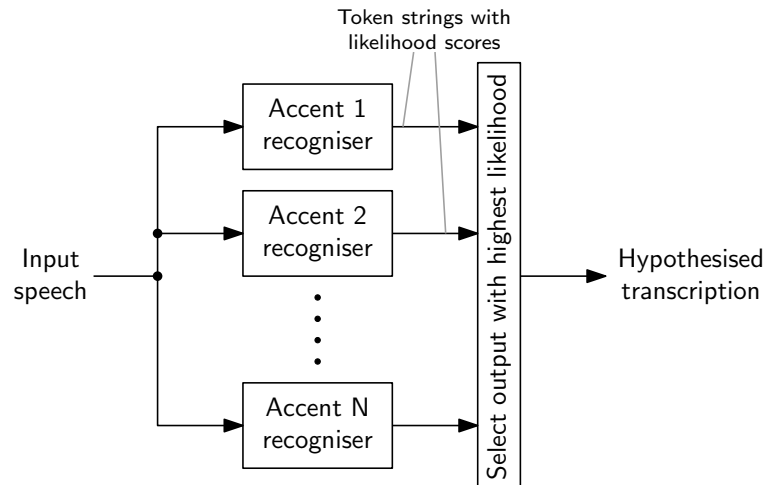 Token strings with
likelihood scores
Accent 1
recogniser
Accent 2
recogniser
Input
speech
Accent N
recogniser
Select output with highest likelihood
Hypothesised
transcription